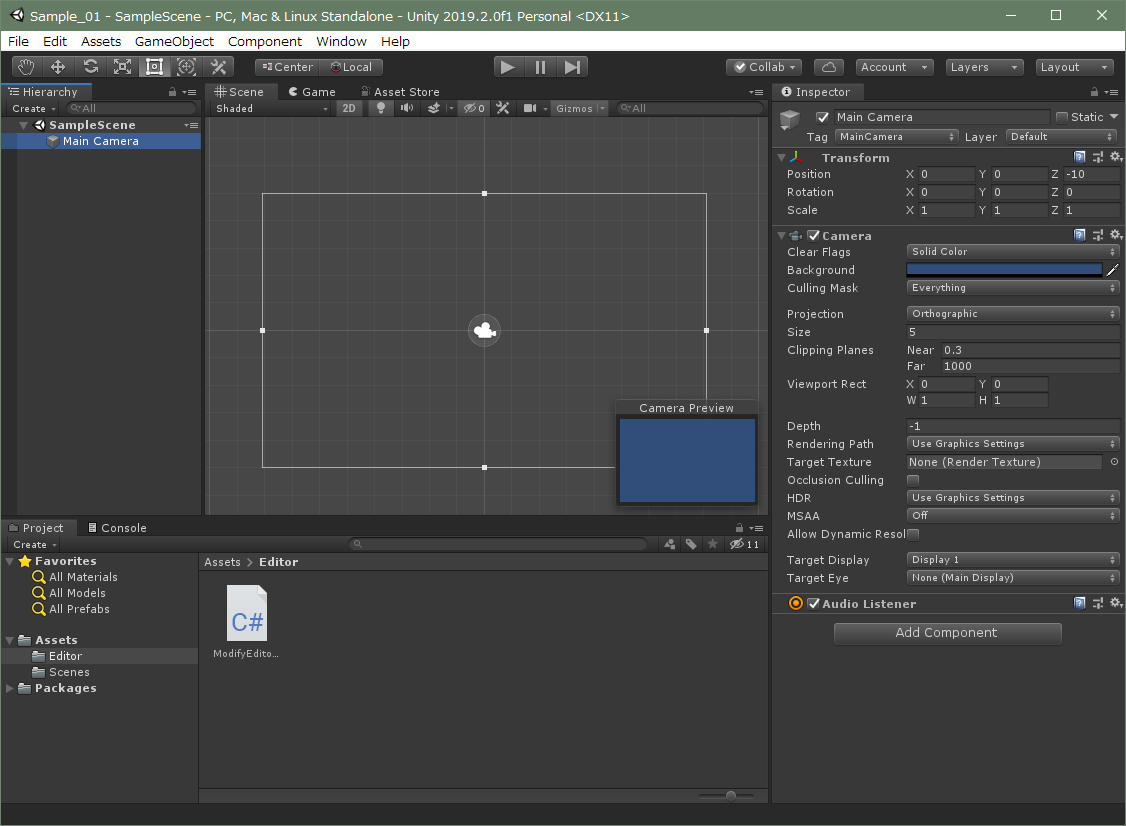 Sample_01 - SampleScene - PC, Mac & Linux Standalone - Unity 2019.2.0f1 Personal <DX11>
File Edit Assets GameObject Component Window Help
Center Local Collab Account Layers Layout
Hierarchy
Create All
SampleScene
Main Camera
Scene Game Asset Store
Shaded 2D 0 Gizmos All
Camera Preview
Inspector
Main Camera Static
Tag MainCamera Layer Default
Transform
Position X 0 Y 0 Z -10
Rotation X 0 Y 0 Z 0
Scale X 1 Y 1 Z 1
Camera
Clear Flags Solid Color
Background
Culling Mask Everything
Projection Orthographic
Size 5
Clipping Planes Near 0.3
Far 1000
Viewport Rect X 0 Y 0
W 1 H 1
Depth -1
Rendering Path Use Graphics Settings
Target Texture None (Render Texture)
Occlusion Culling
HDR Use Graphics Settings
MSAA Off
Allow Dynamic Resol
Target Display Display 1
Target Eye None (Main Display)
Audio Listener
Add Component
Project Console
Create 11
Favorites
All Materials
All Models
All Prefabs
Assets
Editor
Scenes
Packages
Assets > Editor
C#
ModifyEdito...